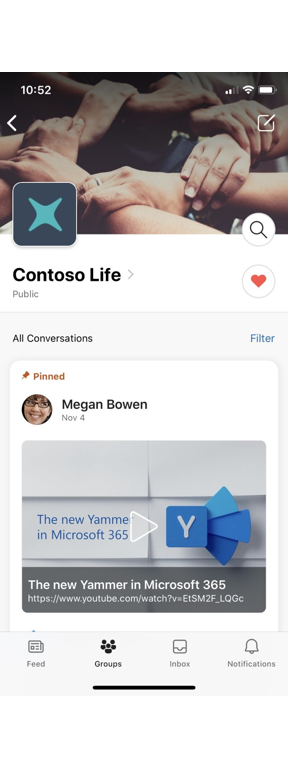 10:52
Contoso Life
Public
All Conversations
Filter
Pinned
Megan Bowen
Nov 4
The new Yamme
in Microsoft 365
Y
The new Yammer in Microsoft 365
https://www.youtube.com/watch?v=EtSM2F_LQGc
Feed
Groups
Inbox
Notifications